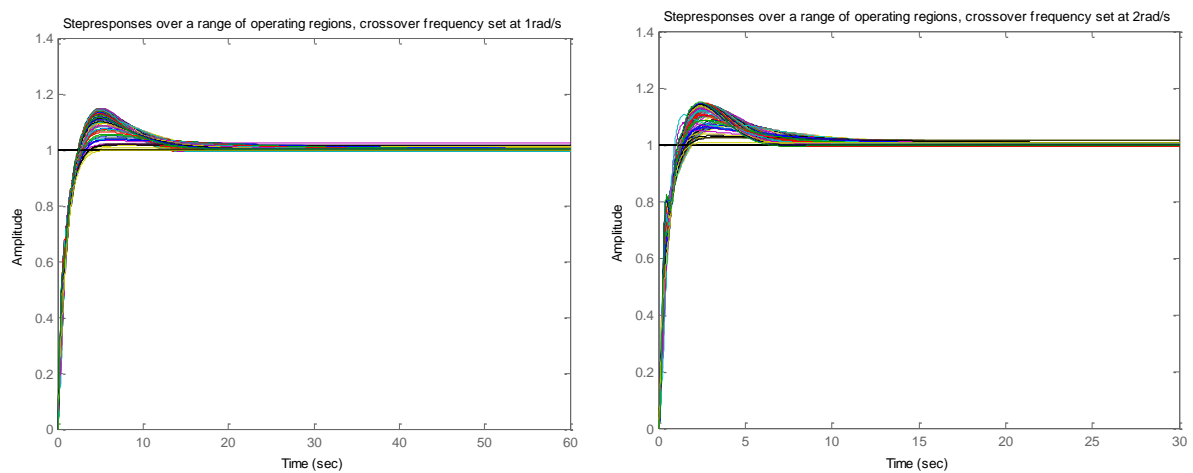 Stepresponses over a range of operating regions, crossover frequency set at 1rad/s
1.4
1.2
1
0.8
0.6
0.4
0.2
0
Amplitude
0 10 20 30 40 50 60
Time (sec)
Stepresponses over a range of operating regions, crossover frequency set at 2rad/s
1.4
1.2
1
0.8
0.6
0.4
0.2
0
Amplitude
0 5 10 15 20 25 30
Time (sec)